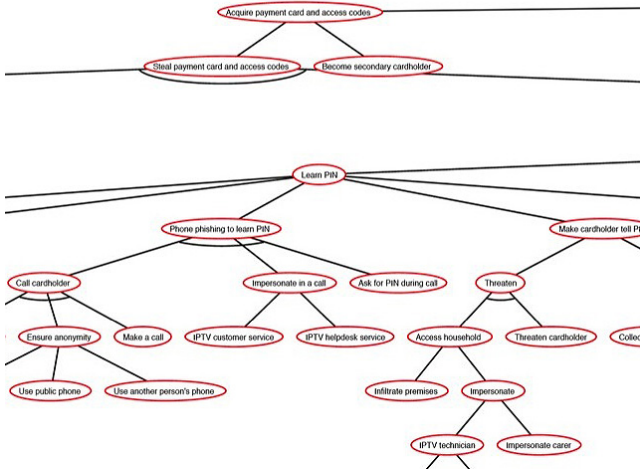 Acquire payment card and access codes
Steal payment card and access codes
Become secondary cardholder
Learn PIN
Phone phishing to learn PIN
Make cardholder tell
Call cardholder
Impersonate in a call
Ask for PIN during call
Threaten
Ensure anonymity
Make a call
IPTV customer service
IPTV helpdesk service
Access household
Threaten cardholder
Use public phone
Use another person's phone
Infiltrate premises
Impersonate
IPTV technician
Impersonate carer